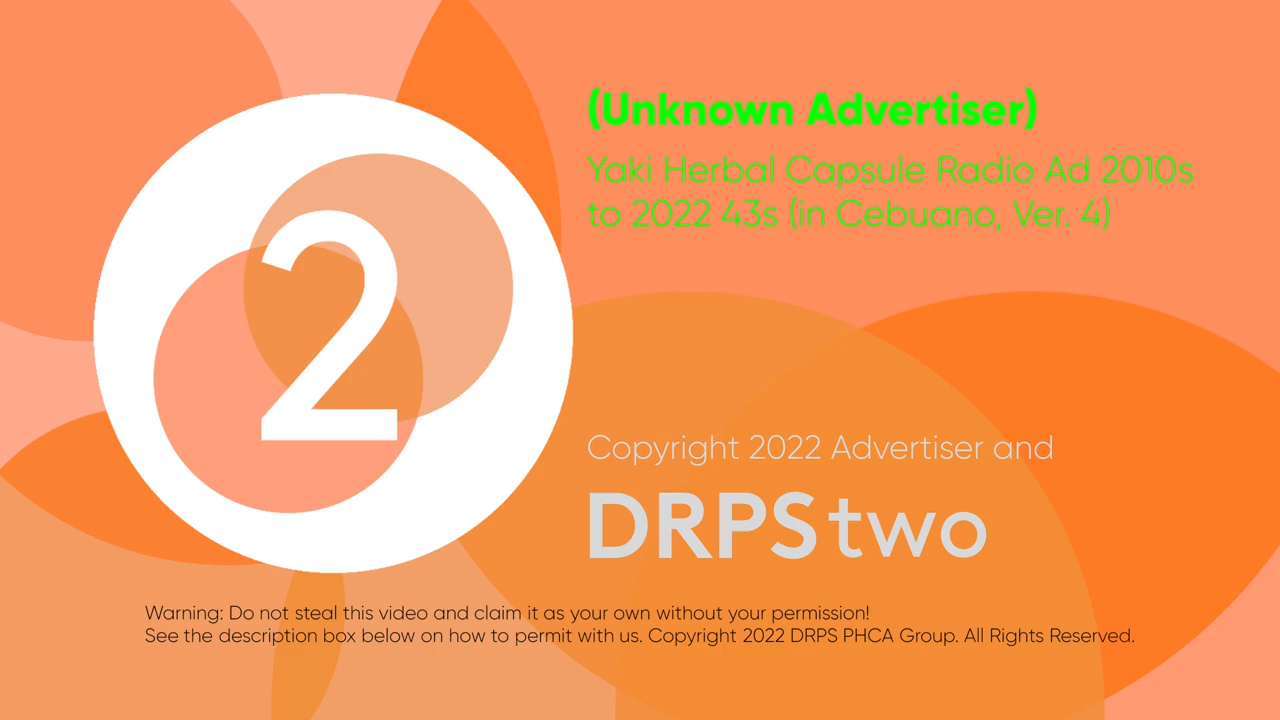 2
(Unknown Advertiser)
Yaki Herbal Capsule Radio Ad 2010s
to 2022 43s (in Cebuano, Ver. 4)
Copyright 2022 Advertiser and
DRPS two
Warning: Do not steal this video and claim it as your own without your permission!
See the description box below on how to permit with us. Copyright 2022 DRPS PHCA Group. All Rights Reserved.